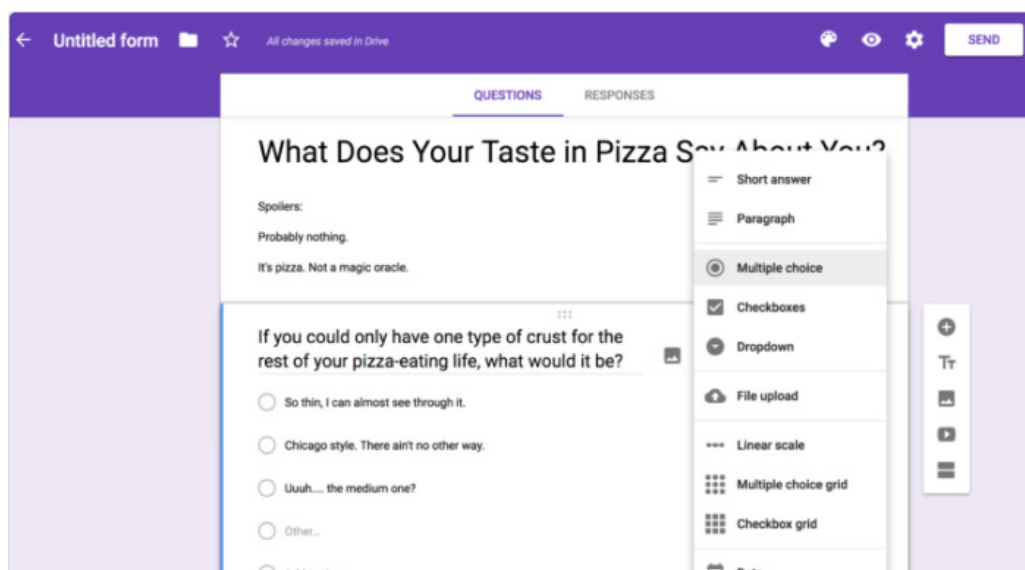 Untitled form
All changes saved in Drive
SEND
QUESTIONS RESPONSES
What Does Your Taste in Pizza Say About You?
Spoilers:
Probably nothing.
It's pizza. Not a magic oracle.
If you could only have one type of crust for the
rest of your pizza-eating life, what would it be?
So thin, I can almost see through it.
Chicago style. There ain't no other way.
Uuuh.... the medium one?
Other...
Short answer
Paragraph
Multiple choice
Checkboxes
Dropdown
File upload
Linear scale
Multiple choice grid
Checkbox grid
Tт